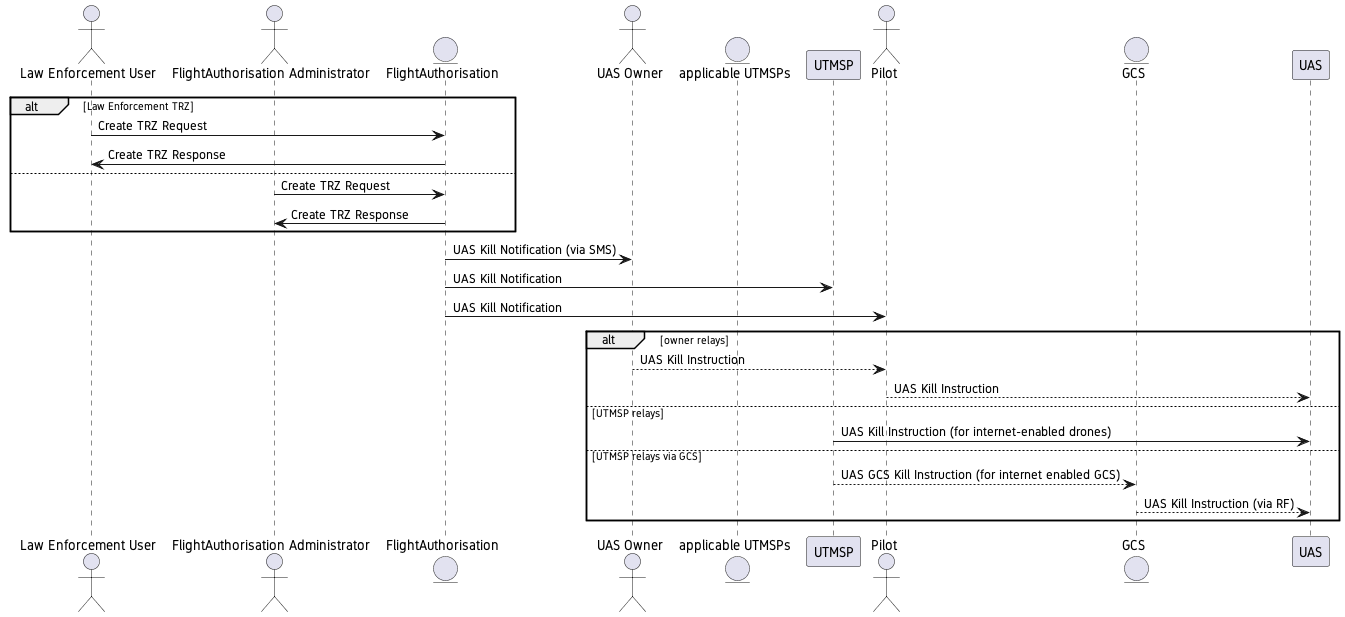 Law Enforcement User
FlightAuthorisation Administrator
FlightAuthorisation
UAS Owner
applicable UTMSPs
UTMSP
Pilot
GCS
UAS
alt
[Law Enforcement TRZ]
Create TRZ Request
Create TRZ Response
Create TRZ Request
Create TRZ Response
UAS Kill Notification (via SMS)
UAS Kill Notification
UAS Kill Notification
alt
[owner relays]
UAS Kill Instruction
UAS Kill Instruction
[UTMSP relays]
UAS Kill Instruction (for internet-enabled drones)
[UTMSP relays via GCS]
UAS GCS Kill Instruction (for internet enabled GCS)
UAS Kill Instruction (via RF)
Law Enforcement User
FlightAuthorisation Administrator
FlightAuthorisation
UAS Owner
applicable UTMSPs
UTMSP
Pilot
GCS
UAS